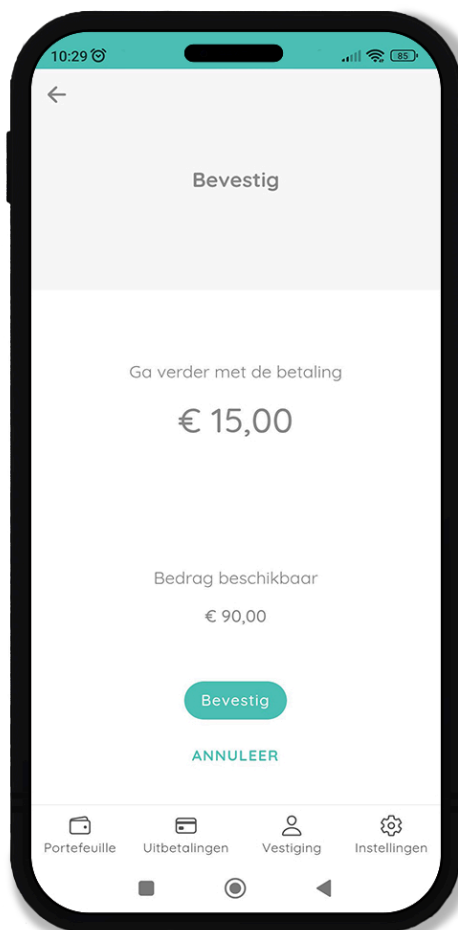 10:29
85
Bevestig
Ga verder met de betaling
€ 15,00
Bedrag beschikbaar
€ 90,00
Bevestig
ANNULEER
Portefeuille Uitbetalingen Vestiging Instellingen